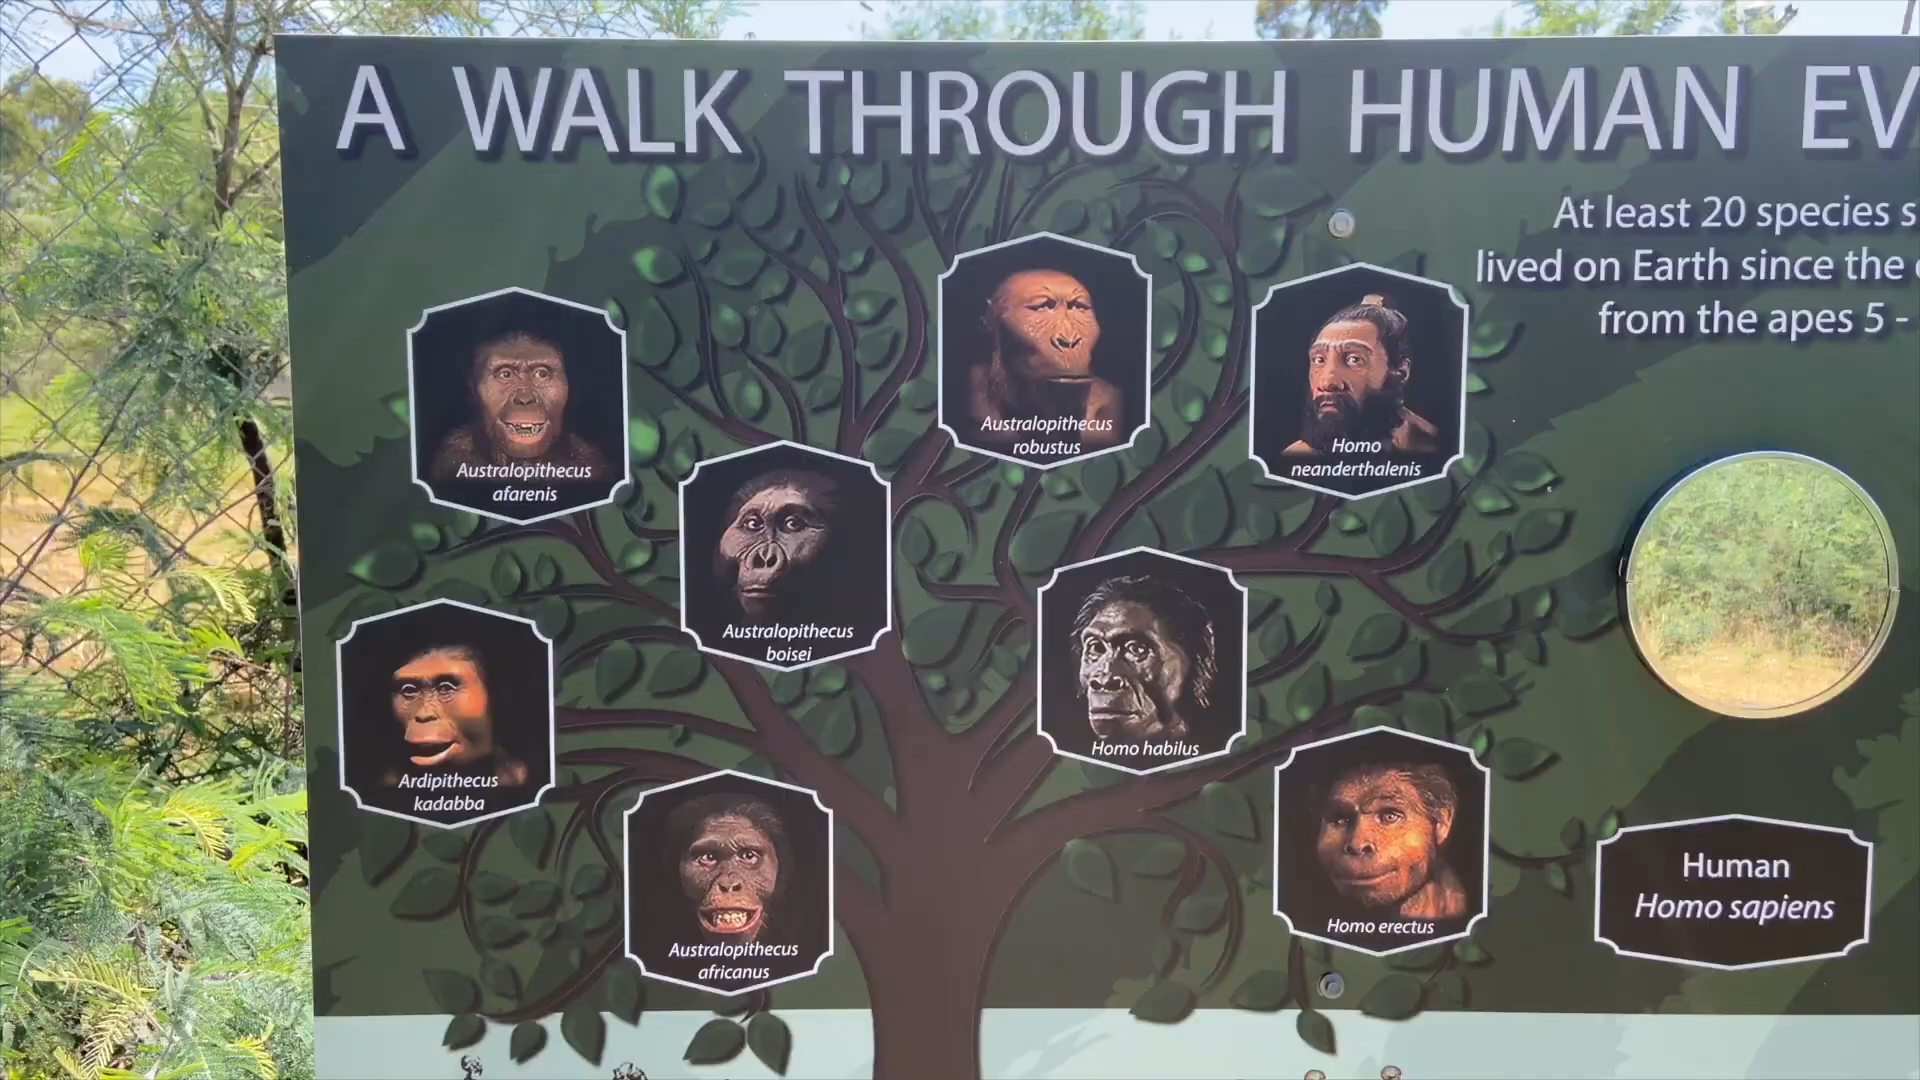 A WALK THROUGH HUMAN EV
At least 20 species s
lived on Earth since the
from the apes 5 -
Australopithecus
afarenis
Australopithecus
robustus
Homo
neanderthalenis
Australopithecus
boisei
Homo habilus
Ardipithecus
kadabba
Australopithecus
africanus
Homo erectus
Human
Homo sapiens